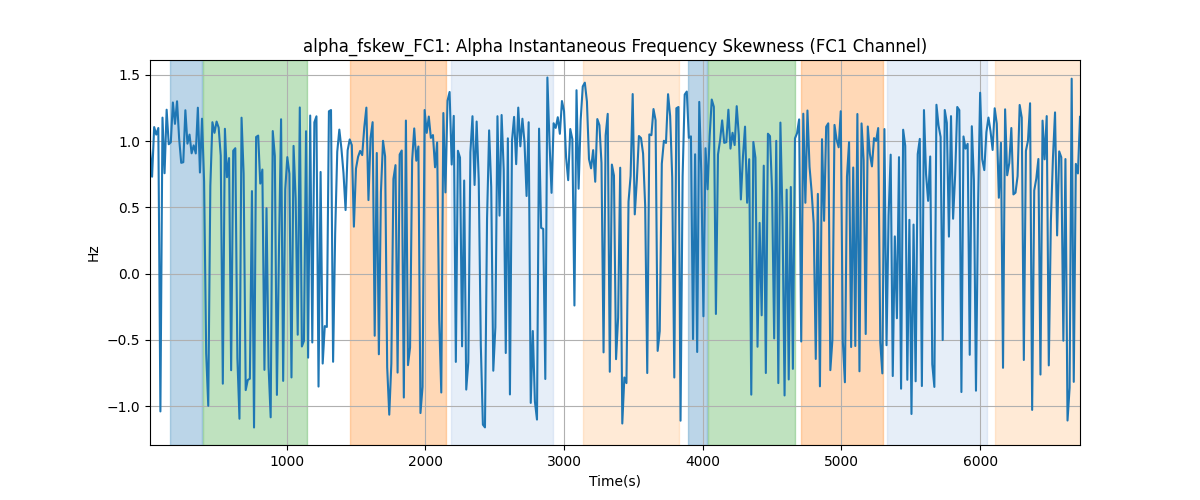 alpha_fskew_FC1: Alpha Instantaneous Frequency Skewness (FC1 Channel)
1.5
1.0
0.5
0.0
−0.5
−1.0
Hz
1000 2000 3000 4000 5000 6000
Time(s)